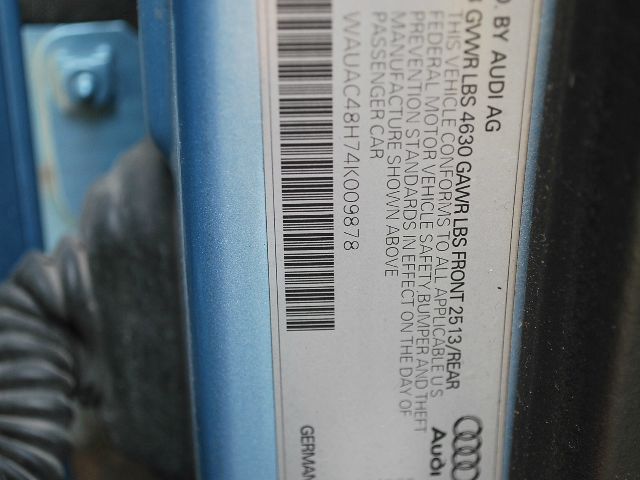 D. BY AUDI AG
GVWR LBS 4630 GAWR LBS FRONT 2513/REAR
THIS VEHICLE CONFORMS TO ALL APPLICABLE U S
FEDERAL MOTOR VEHICLE SAFETY, BUMPER AND THEFT
PREVENTION STANDARDS IN EFFECT ON THE DAY OF
MANUFACTURE SHOWN ABOVE
PASSENGER CAR
WAUAC48H74K009878
Audi
GERMAN